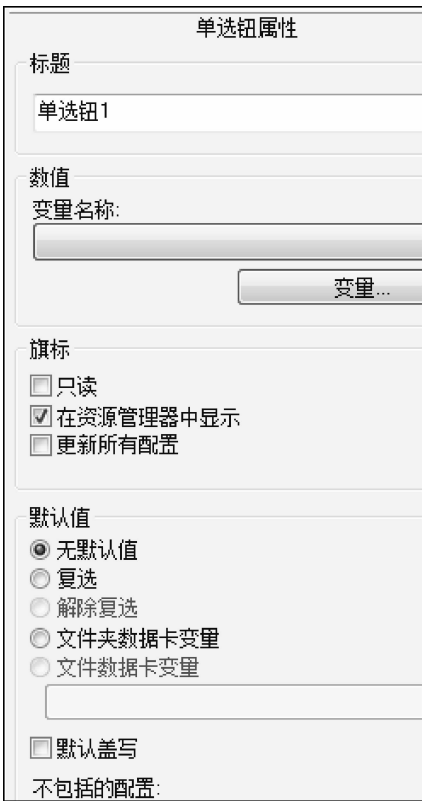 单选钮属性
标题
单选钮1
数值
变量名称:
变量...
旗标
只读
在资源管理器中显示
更新所有配置
默认值
无默认值
复选
解除复选
文件夹数据卡变量
文件数据卡变量
默认盖写
不包括的配置: